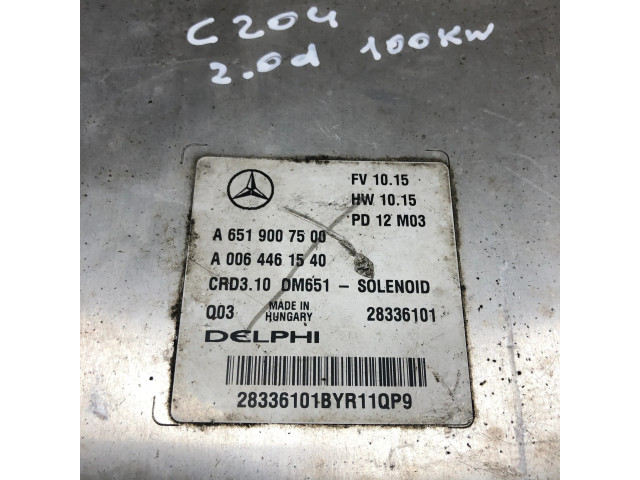 C204
2.0d 100KW
FV 10.15
HW 10.15
PD 12 M03
A 651 900 75 00
A 006 446 15 40
CRD3.10 DM651 - SOLENOID
Q03 MADE IN HUNGARY 28336101
DELPHI
28336101BYR11QP9